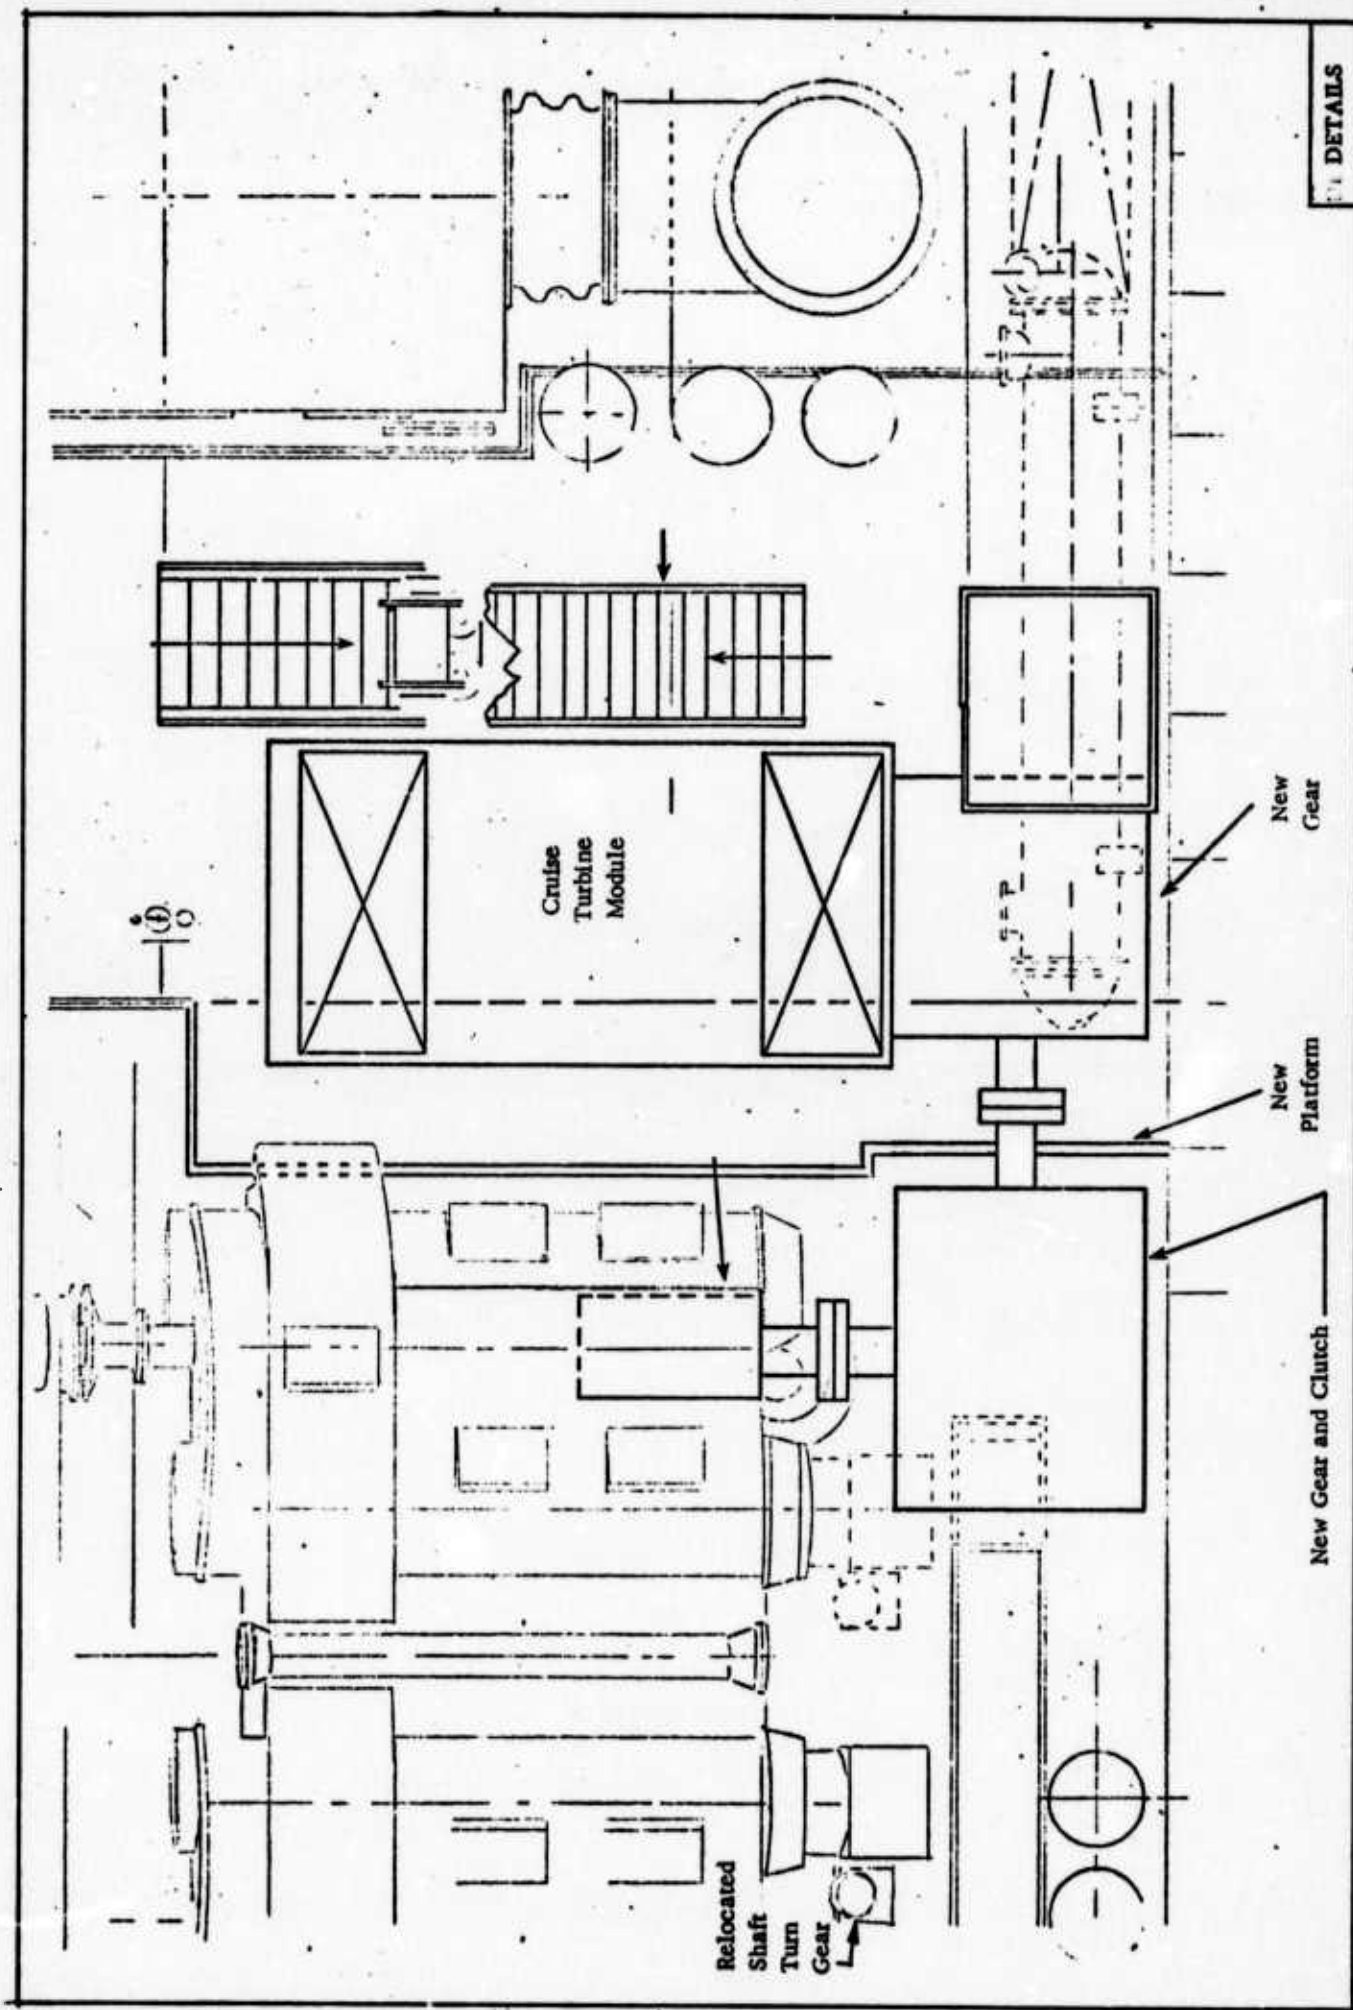 Cruise
Turbine
Module
Relocated
Shaft
Turn
Gear
New Gear and Clutch
New
Platform
New
Gear
DETAILS